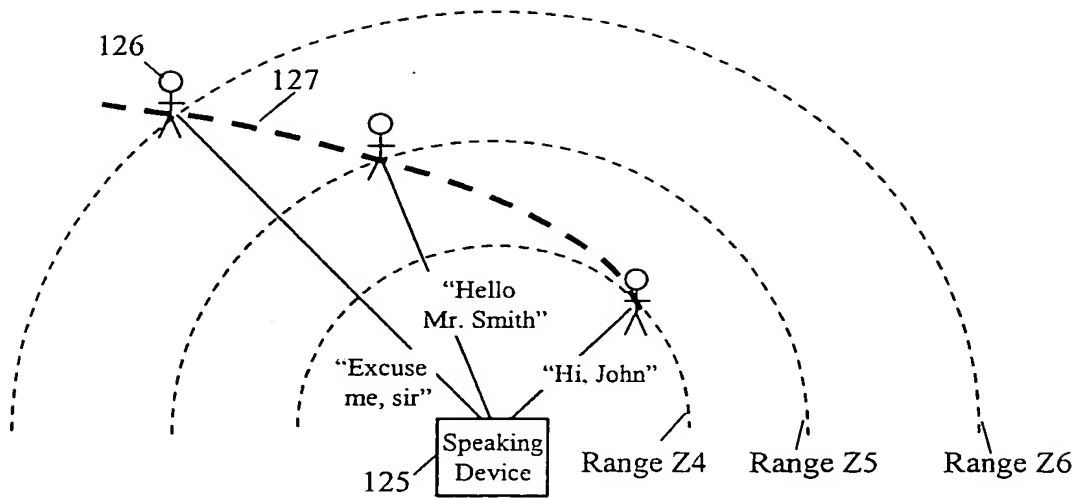 126
127
“Hello
Mr. Smith”
“Excuse
me, sir”
“Hi, John”
Speaking
Device
125
Range Z4
Range Z5
Range Z6